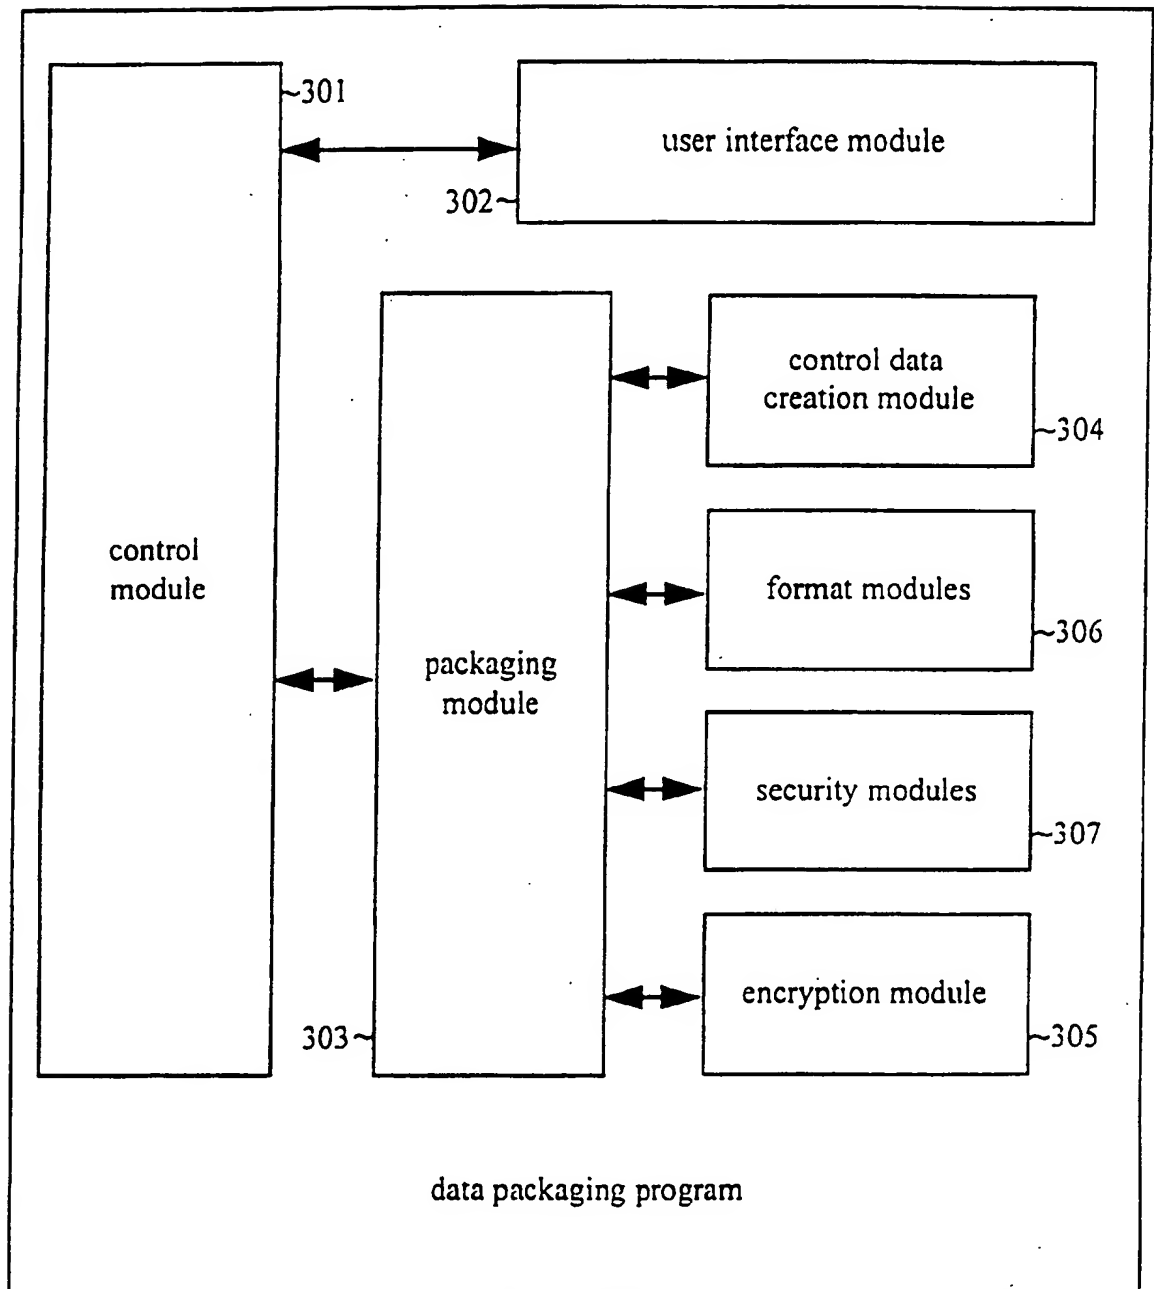 301
user interface module
302
control data
creation module
304
control
module
format modules
306
packaging
module
security modules
307
encryption module
303
305
data packaging program